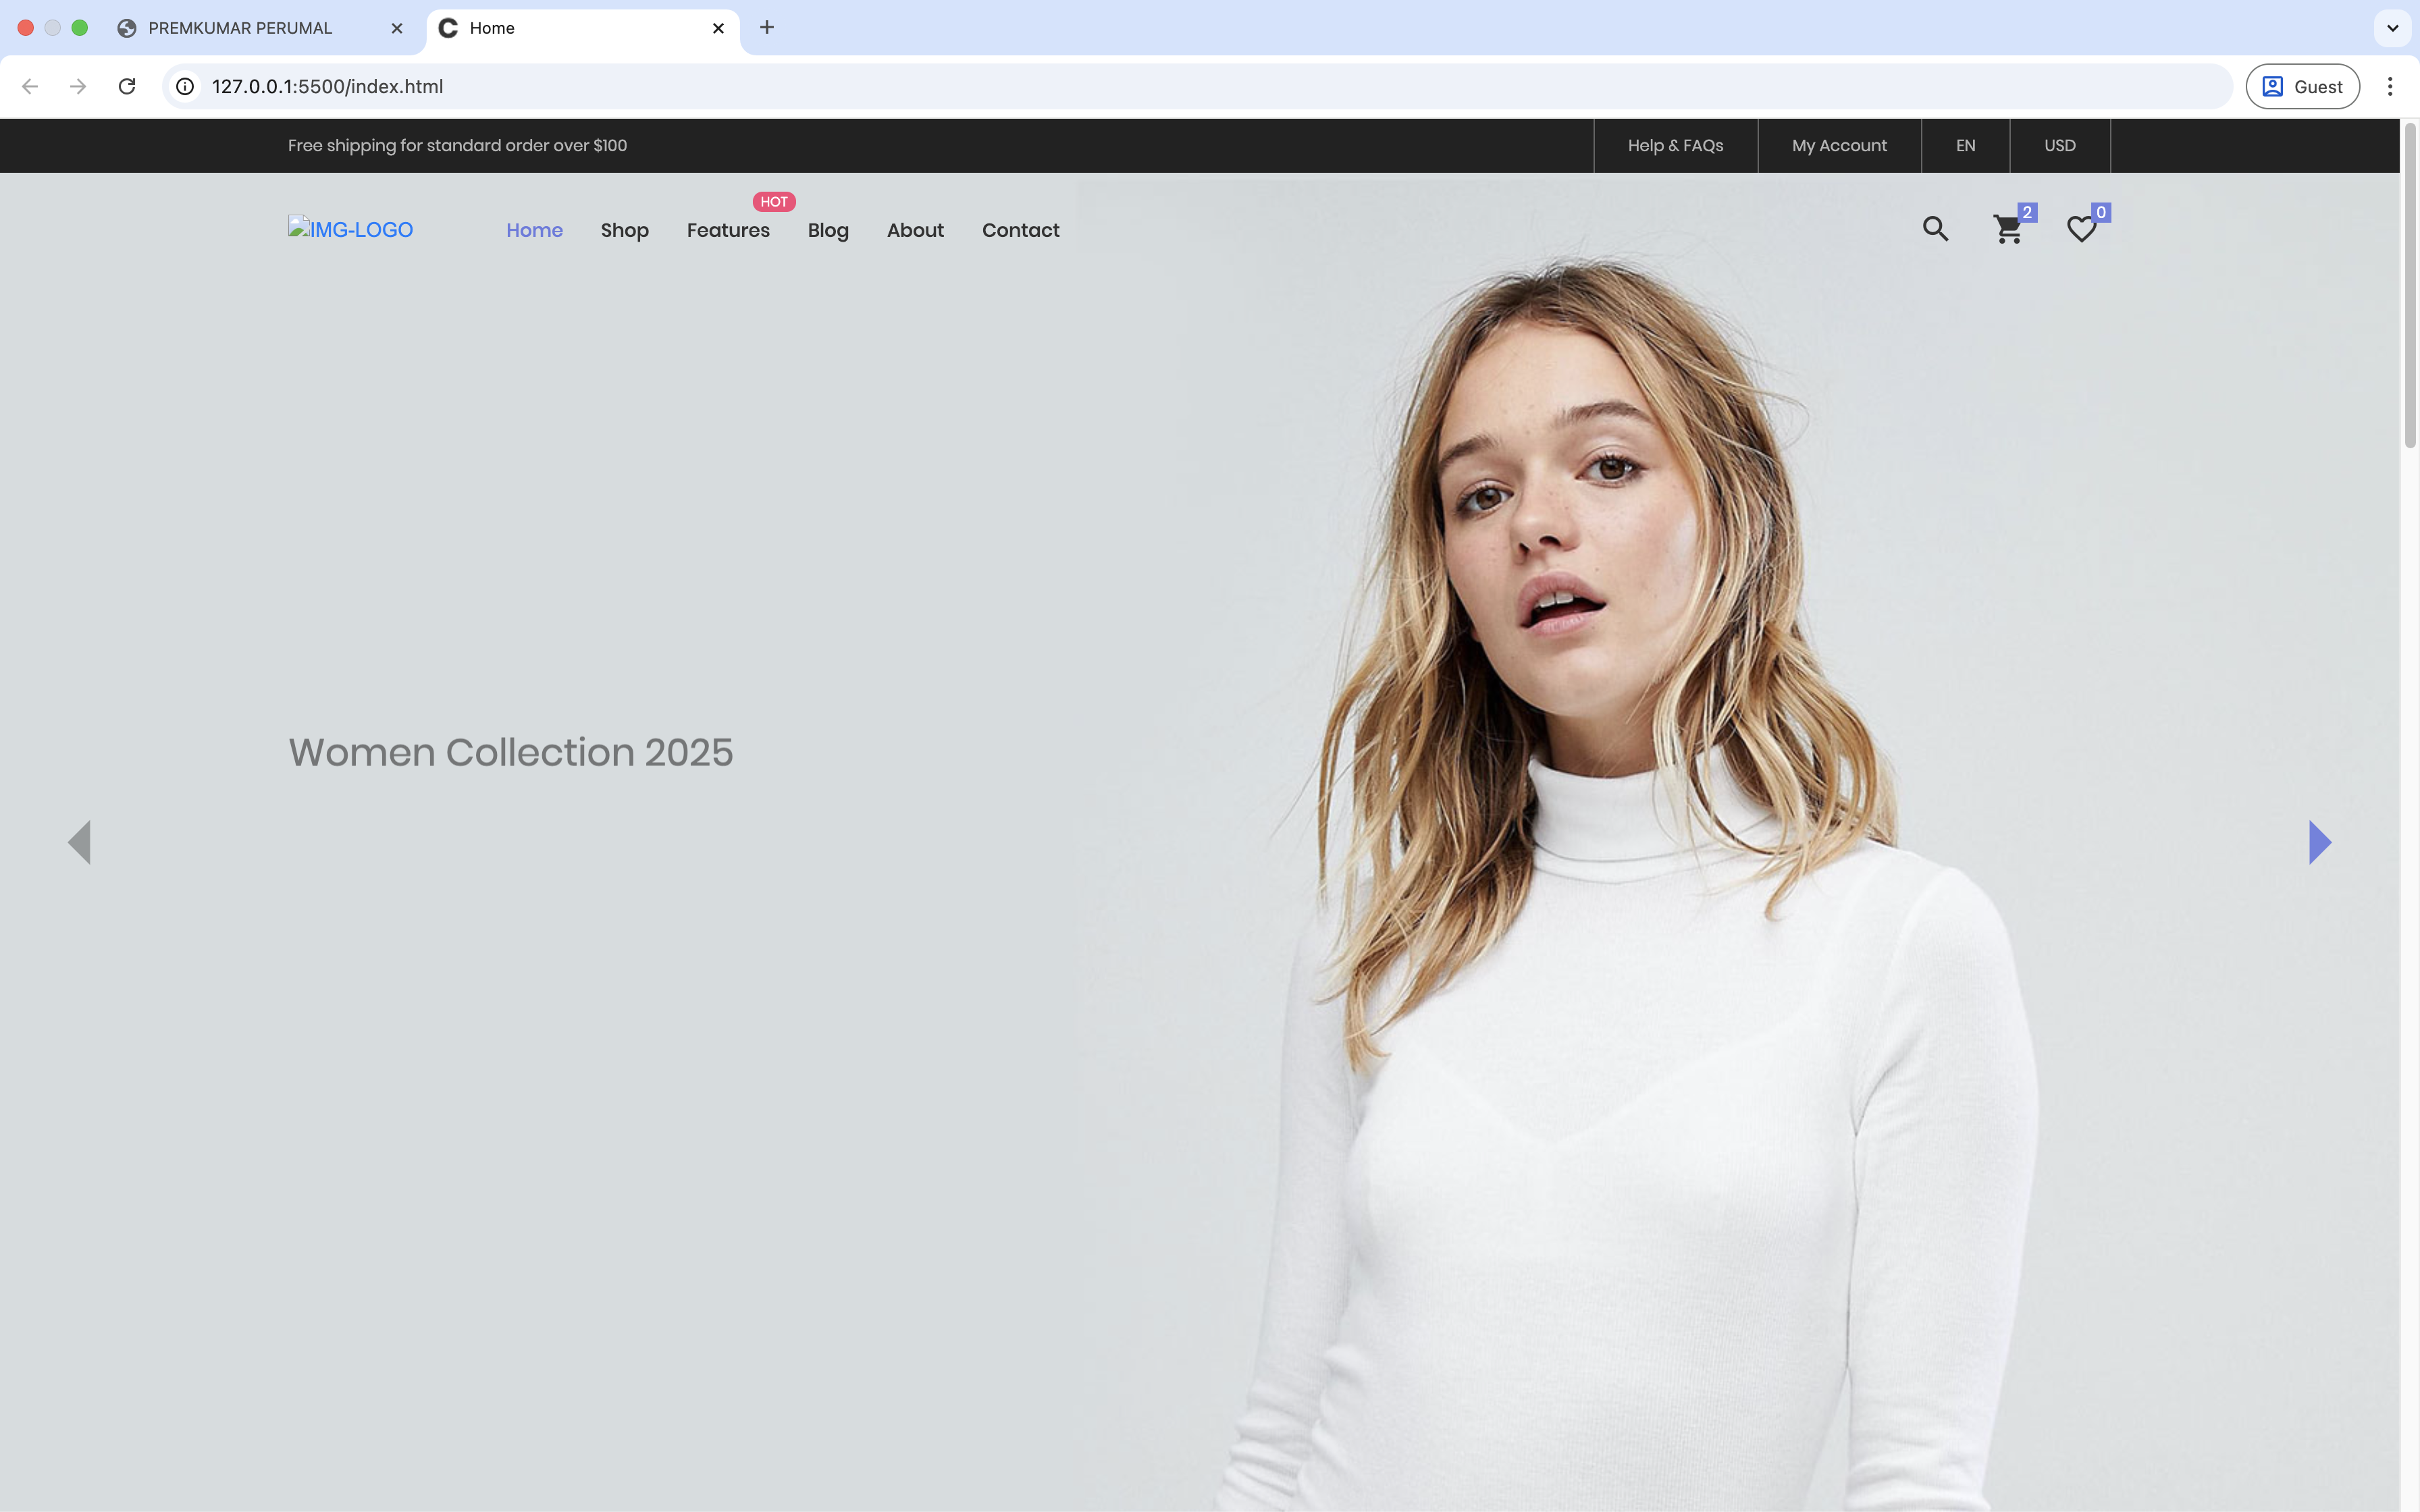 PREMKUMAR PERUMAL
Home
127.0.0.1:5500/index.html
Guest
Free shipping for standard order over $100
Help & FAQs
My Account
EN
USD
IMG-LOGO
Home
Shop
Features
HOT
Blog
About
Contact
2
0
Women Collection 2025